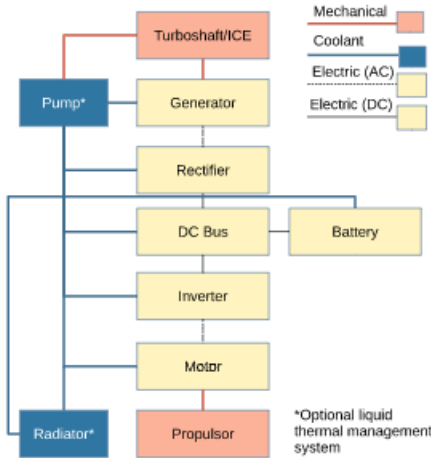 Turboshaft/ICE
Mechanical
Coolant
Electric (AC)
Electric (DC)
Pump*
Generator
Rectifier
DC Bus
Battery
Inverter
Motor
Radiator*
Propulsor
*Optional liquid
thermal management
system